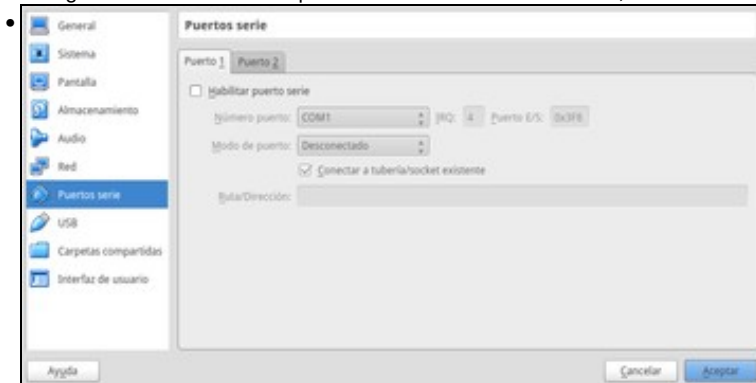 General
Sistema
Pantalla
Almacenamiento
Audio
Red
Puertos serie
USB
Carpetas compartidas
Interfaz de usuario
Puertos serie
Puerto 1 Puerto 2
Habilitar puerto serie
Número puerto: COM1 IRQ: 4 Puerto E/S: 0x3F8
Modo de puerto: Desconectado
Conectar a tubería/socket existente
Ruta/Dirección:
Ayuda Cancelar Aceptar